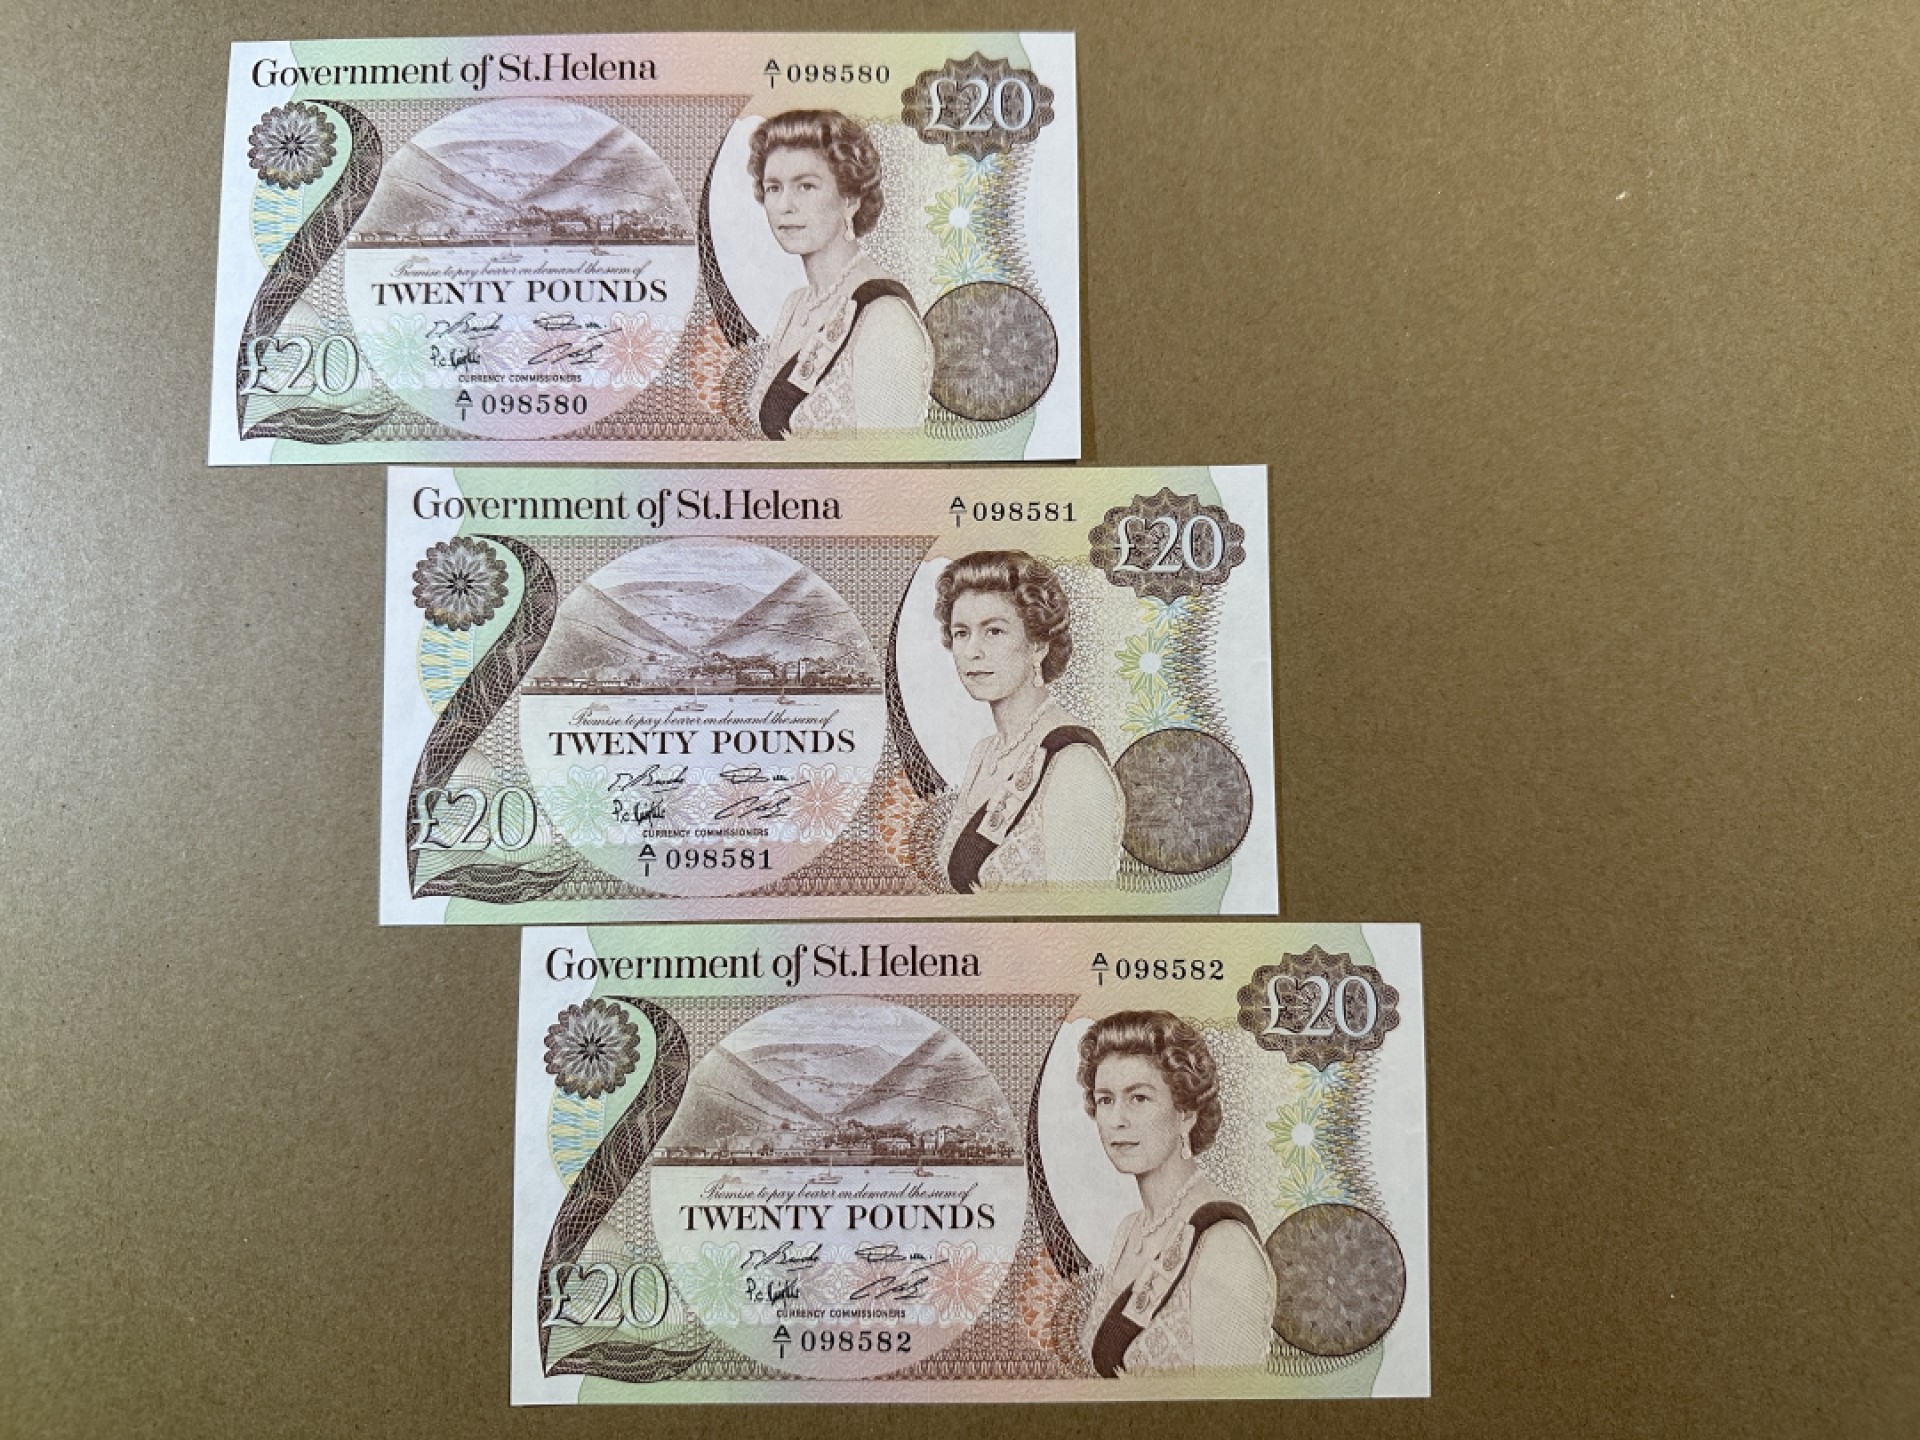 Government of St.Helena
A/1 098580
£20
Promise to pay bearer on demand the sum of
TWENTY POUNDS
£20
CURRENCY COMMISSIONERS
A/1 098580
Government of St.Helena
A/1 098581
£20
Promise to pay bearer on demand the sum of
TWENTY POUNDS
£20
CURRENCY COMMISSIONERS
A/1 098581
Government of St.Helena
A/1 098582
£20
Promise to pay bearer on demand the sum of
TWENTY POUNDS
£20
CURRENCY COMMISSIONERS
A/1 098582